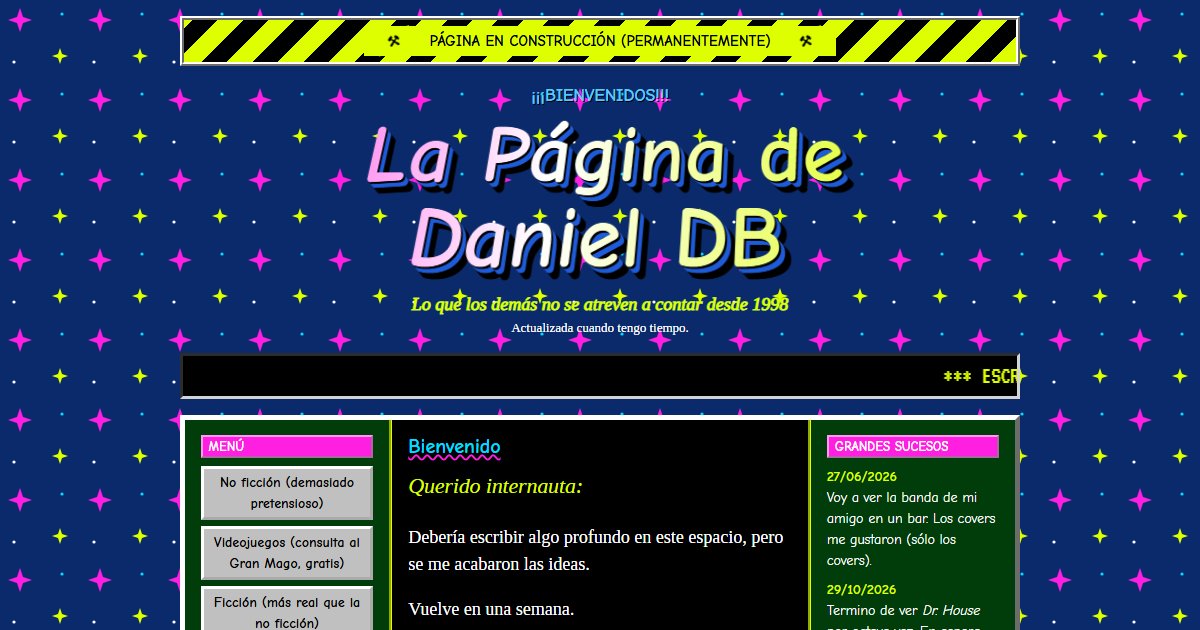 ⚒ PÁGINA EN CONSTRUCCIÓN (PERMANENTEMENTE) ⚒
¡¡¡BIENVENIDOS!!!
La Página de
Daniel DB
Lo que los demás no se atreven a contar desde 1998
Actualizada cuando tengo tiempo.
*** ESCR
MENÚ
No ficción (demasiado
pretensioso)
Videojuegos (consulta al
Gran Mago, gratis)
Ficción (más real que la
no ficción)
Bienvenido
Querido internauta:
Debería escribir algo profundo en este espacio, pero
se me acabaron las ideas.
Vuelve en una semana.
GRANDES SUCESOS
27/06/2026
Voy a ver la banda de mi
amigo en un bar. Los covers
me gustaron (sólo los
covers).
29/10/2026
Termino de ver Dr. House